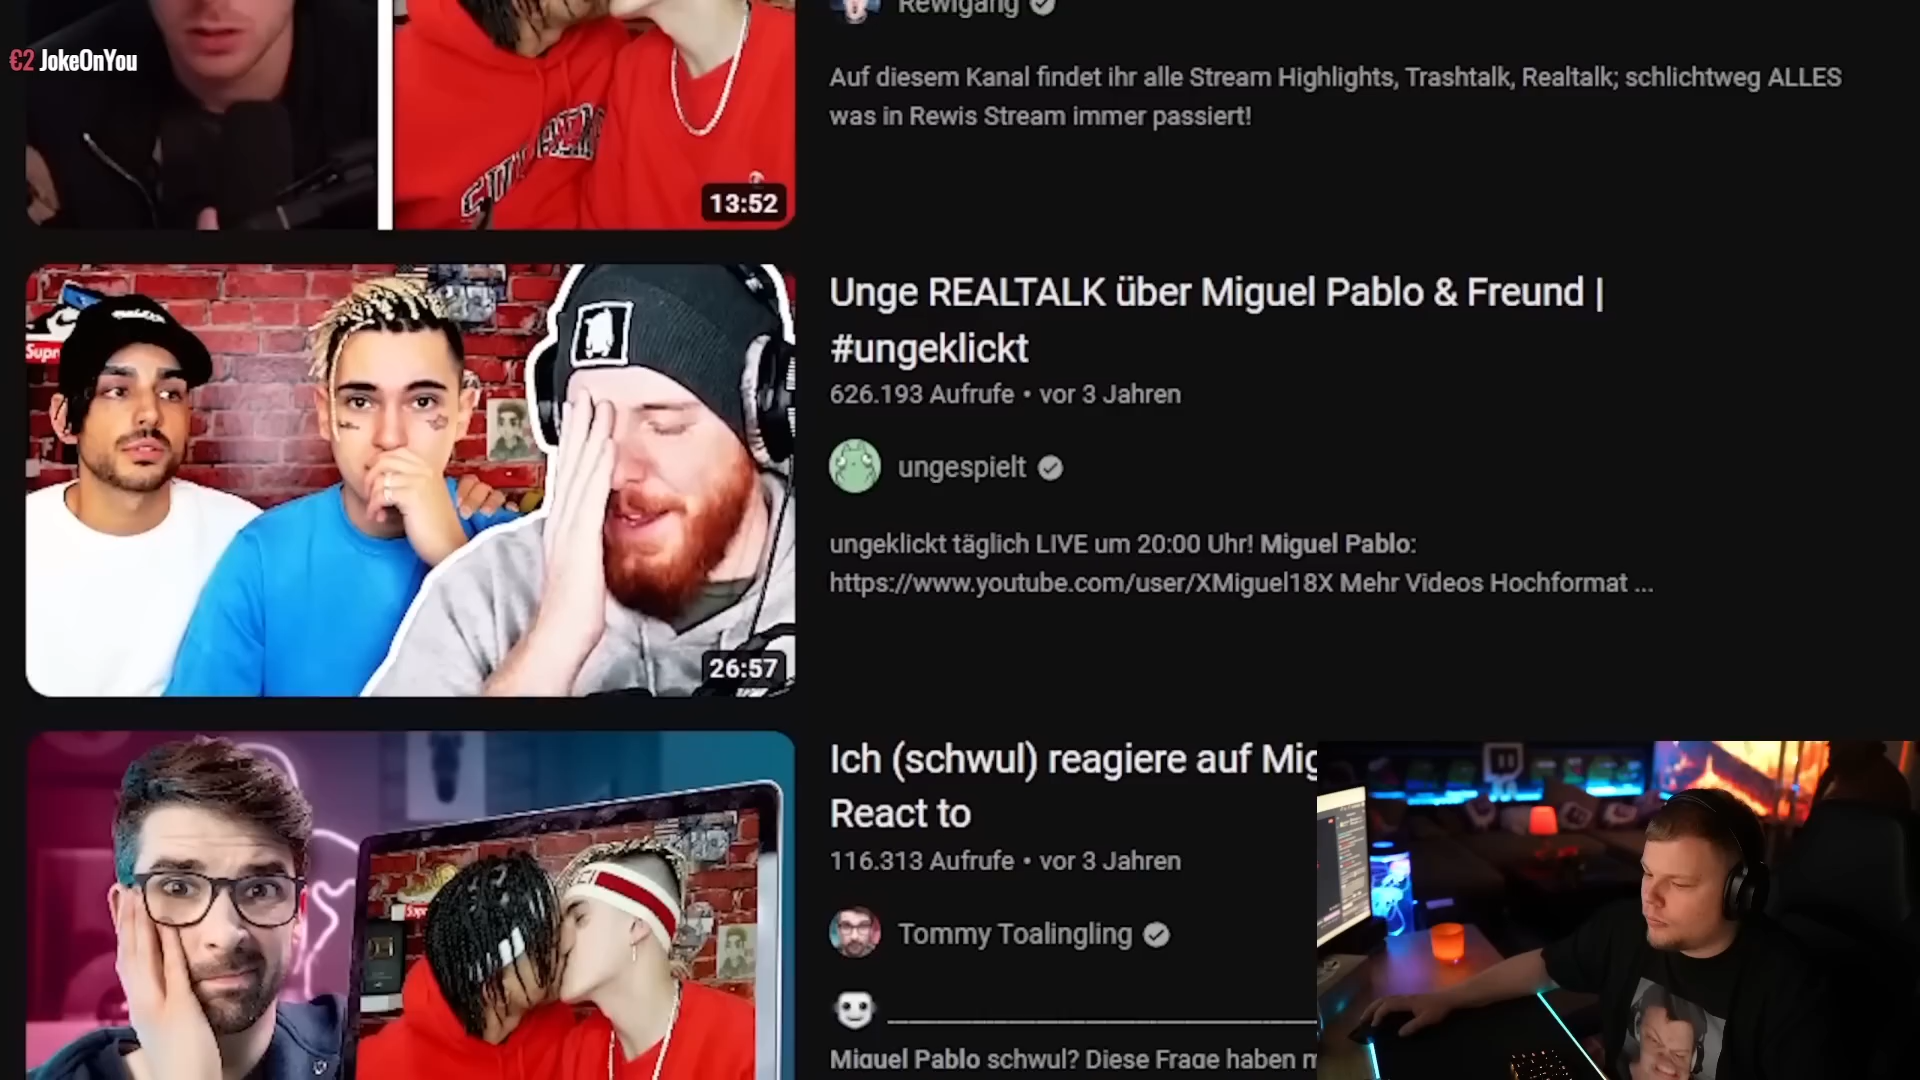 Rewigang
€2 JokeOnYou
Auf diesem Kanal findet ihr alle Stream Highlights, Trashtalk, Realtalk; schlichtweg ALLES
was in Rewis Stream immer passiert!
13:52
Unge REALTALK über Miguel Pablo & Freund |
#ungeklickt
626.193 Aufrufe • vor 3 Jahren
ungespielt
ungeklickt täglich LIVE um 20:00 Uhr! Miguel Pablo:
https://www.youtube.com/user/XMiguel18X Mehr Videos Hochformat ...
26:57
Ich (schwul) reagiere auf Mig
React to
116.313 Aufrufe • vor 3 Jahren
Tommy Toalingling
Miguel Pablo schwul? Diese Frage haben